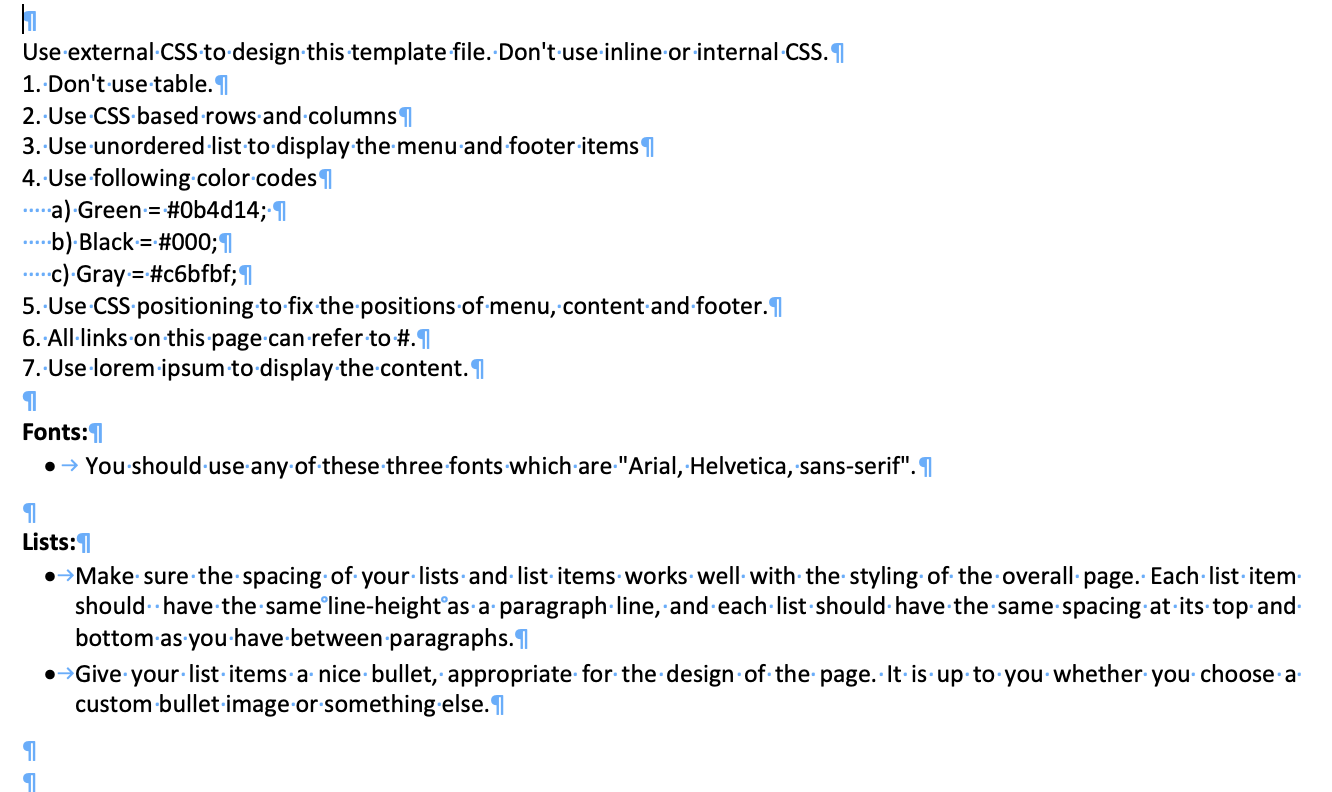 Use external CSS to design this template file. Don't use inline or internal CSS.
1. Don't use table.
2. Use CSS based rows and columns
3. Use unordered list to display the menu and footer items
4. Use following color codes
a) Green = #0b4d14;
b) Black = #000;
c) Gray = #c6bfbf;
5. Use CSS positioning to fix the positions of menu, content and footer.
6. All links on this page can refer to #.
7. Use lorem ipsum to display the content.
Fonts:
● You should use any of these three fonts which are "Arial, Helvetica, sans-serif".
Lists:
● Make sure the spacing of your lists and list items works well with the styling of the overall page. Each list item
should have the same line-height as a paragraph line, and each list should have the same spacing at its top and
bottom as you have between paragraphs.
● Give your list items a nice bullet, appropriate for the design of the page. It is up to you whether you choose a
custom bullet image or something else.